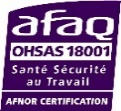 afaq
OHSAS 18001
Santé Sécurité
au Travail
AFNOR CERTIFICATION